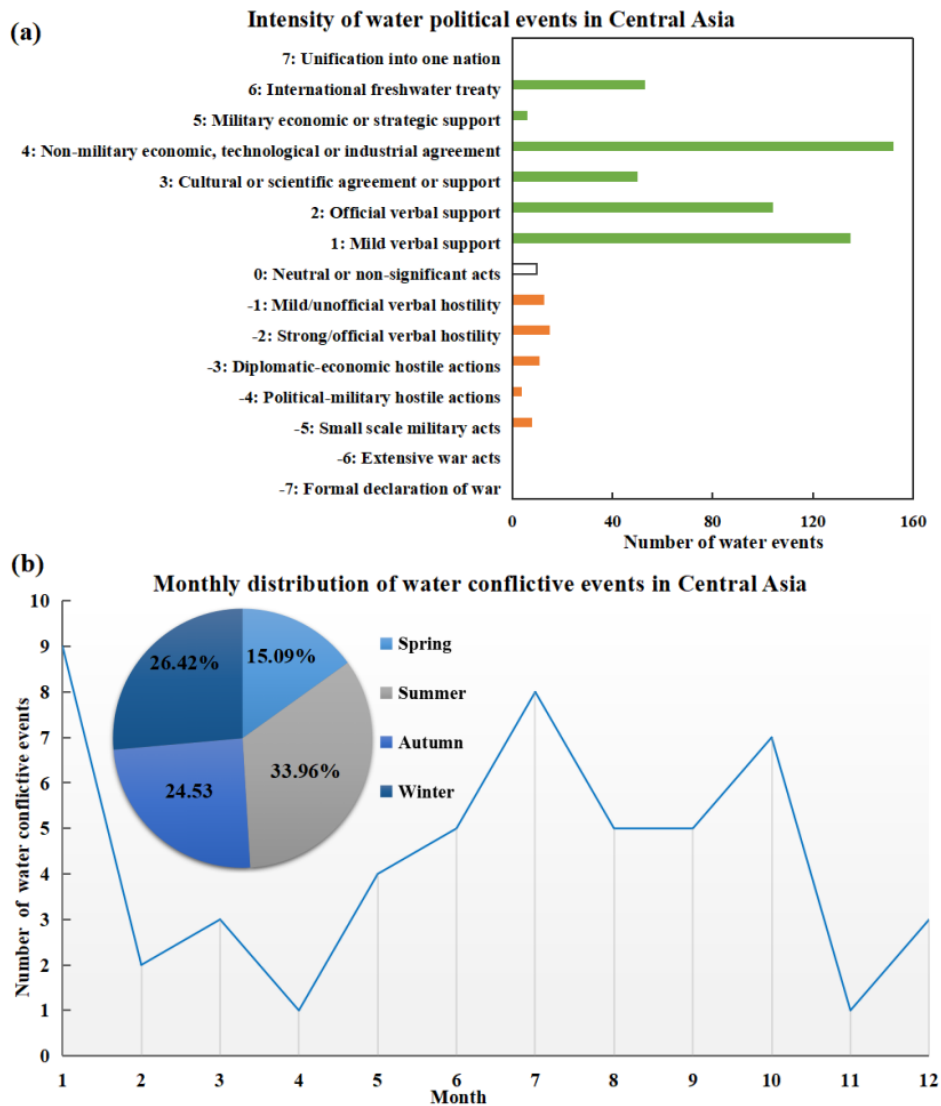 (a)
Intensity of water political events in Central Asia
7: Unification into one nation
6: International freshwater treaty
5: Military economic or strategic support
4: Non-military economic, technological or industrial agreement
3: Cultural or scientific agreement or support
2: Official verbal support
1: Mild verbal support
0: Neutral or non-significant acts
-1: Mild/unofficial verbal hostility
-2: Strong/official verbal hostility
-3: Diplomatic-economic hostile actions
-4: Political-military hostile actions
-5: Small scale military acts
-6: Extensive war acts
-7: Formal declaration of war
0 40 80 120 160
Number of water events
(b)
Monthly distribution of water conflictive events in Central Asia
Number of water conflictive events
10
9
8
7
6
5
4
3
2
1
0
26.42%
15.09%
33.96%
24.53
Spring
Summer
Autumn
Winter
1 2 3 4 5 6 7 8 9 10 11 12
Month